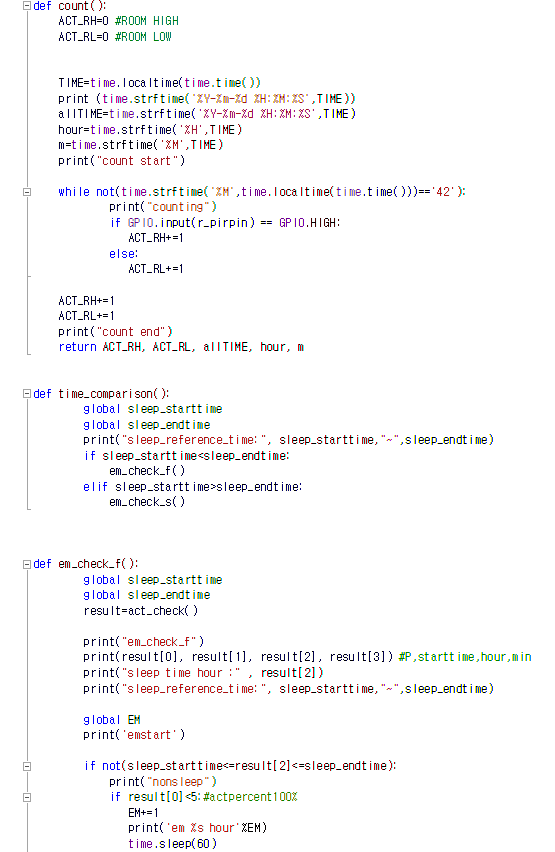 def count():
ACT_RH=0 #ROOM HIGH
ACT_RL=0 #ROOM LOW
TIME=time.localtime(time.time())
print (time.strftime('%Y-%m-%d %H:%M:%S',TIME))
allTIME=time.strftime('%Y-%m-%d %H:%M:%S',TIME)
hour=time.strftime('%H',TIME)
m=time.strftime('%M',TIME)
print("count start")
while not(time.strftime('%M',time.localtime(time.time()))=='42'):
print("counting")
if GPIO.input(r_pirpin) == GPIO.HIGH:
ACT_RH+=1
else:
ACT_RL+=1
ACT_RH+=1
ACT_RL+=1
print("count end")
return ACT_RH, ACT_RL, allTIME, hour, m
def time_comparison():
global sleep_starttime
global sleep_endtime
print("sleep_reference_time:", sleep_starttime,"~",sleep_endtime)
if sleep_starttime<sleep_endtime:
em_check_f()
elif sleep_starttime>sleep_endtime:
em_check_s()
def em_check_f():
global sleep_starttime
global sleep_endtime
result=act_check()
print("em_check_f")
print(result[0], result[1], result[2], result[3]) #P,starttime,hour,min
print("sleep time hour :" , result[2])
print("sleep_reference_time:", sleep_starttime,"~",sleep_endtime)
global EM
print('emstart')
if not(sleep_starttime<=result[2]<=sleep_endtime):
print("nonsleep")
if result[0]<5:#actpercent100%
EM+=1
print('em %s hour'%EM)
time.sleep(60)